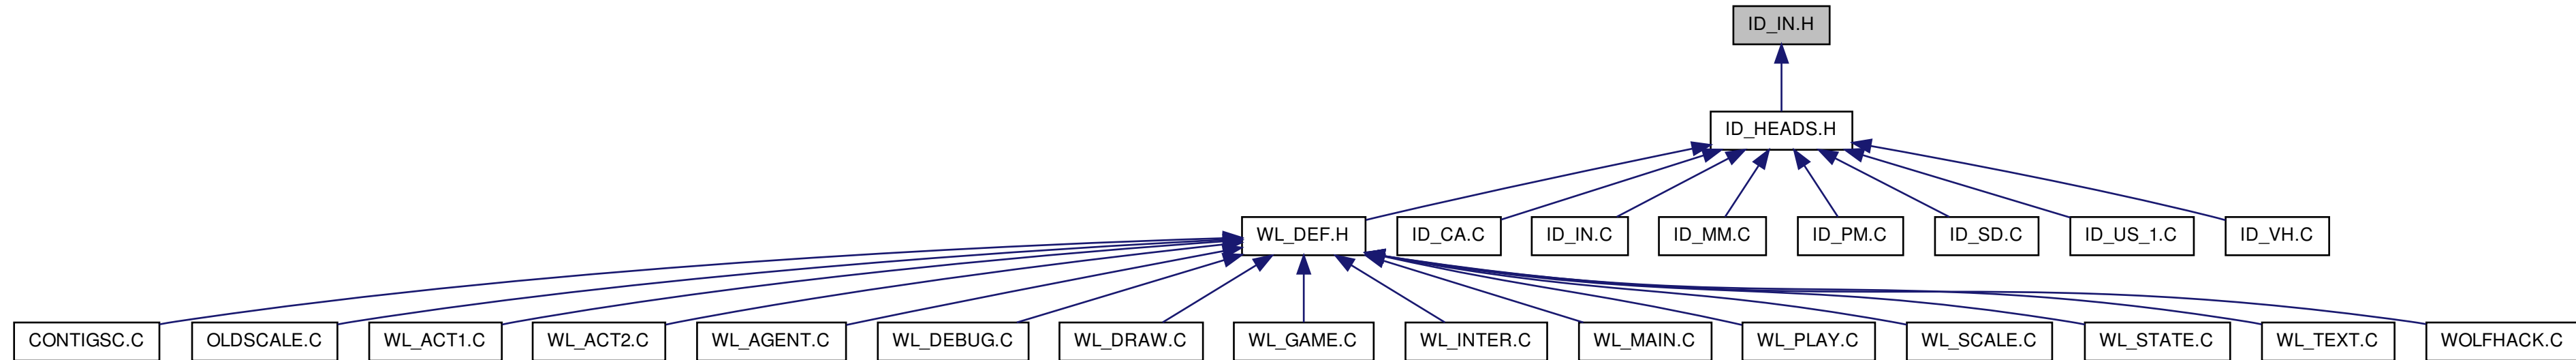 ID_IN.H
ID_HEADS.H
WL_DEF.H
ID_CA.C
ID_IN.C
ID_MM.C
ID_PM.C
ID_SD.C
ID_US_1.C
ID_VH.C
CONTIGSC.C
OLDSCALE.C
WL_ACT1.C
WL_ACT2.C
WL_AGENT.C
WL_DEBUG.C
WL_DRAW.C
WL_GAME.C
WL_INTER.C
WL_MAIN.C
WL_PLAY.C
WL_SCALE.C
WL_STATE.C
WL_TEXT.C
WOLFHACK.C